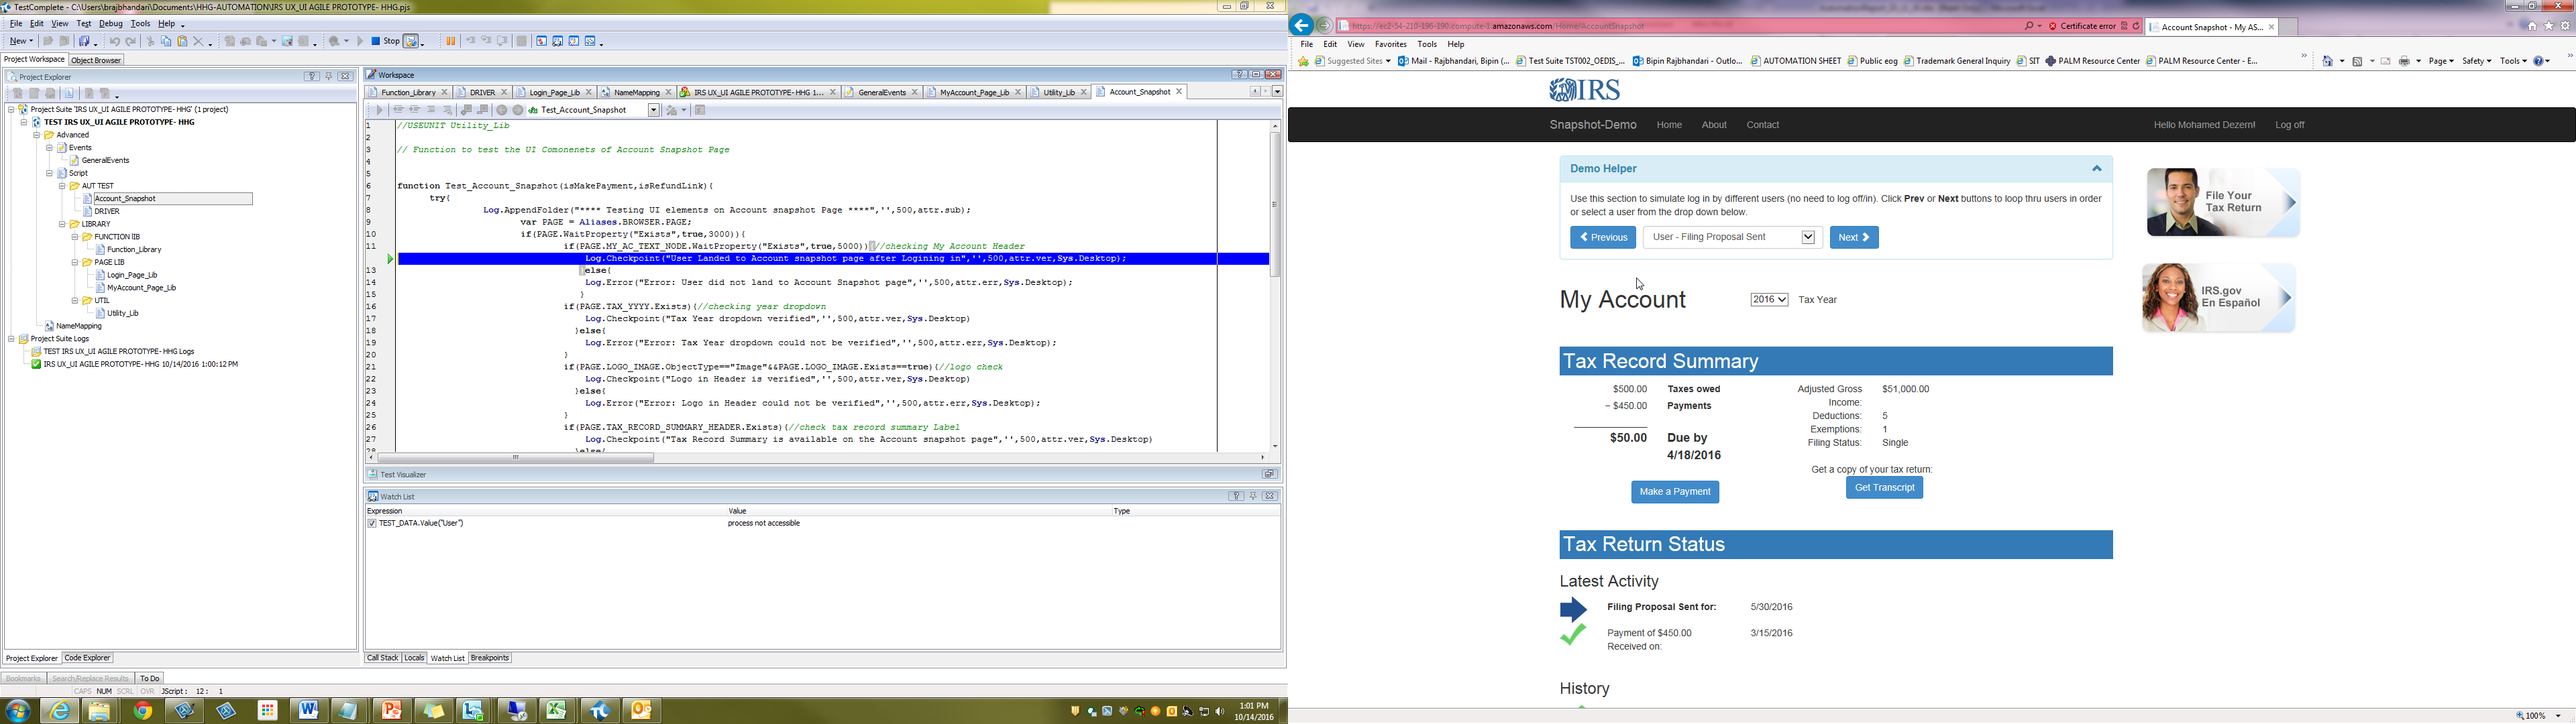 TestComplete - C:\Users\brajbhandari\Documents\HHG-AUTOMATION\IRS UX_UI AGILE PROTOTYPE- HHG.pjs
File Edit View Test Debug Tools Help
New Stop
Project Workspace Object Browser
Project Explorer
Project Suite 'IRS UX_UI AGILE PROTOTYPE-HHG' (1 project)
TEST IRS UX_UI AGILE PROTOTYPE- HHG
Advanced
Events
GeneralEvents
Script
AUT TEST
Account_Snapshot
DRIVER
LIBRARY
FUNCTION lIB
Function_Library
PAGE LIB
Login_Page_Lib
MyAccount_Page_Lib
UTIL
Utility_Lib
NameMapping
Project Suite Logs
TEST IRS UX_UI AGILE PROTOTYPE- HHG Logs
IRS UX_UI AGILE PROTOTYPE- HHG 10/14/2016 1:00:12 PM
Project Explorer Code Explorer
Workspace
Function_Library DRIVER Login_Page_Lib NameMapping IRS UX_UI AGILE PROTOTYPE- HHG 1... GeneralEvents MyAccount_Page_Lib Utility_Lib Account_Snapshot
Test_Account_Snapshot
1 //USEUNIT Utility_Lib
2
3 // Function to test the UI Comonenets of Account Snapshot Page
4
5
6 function Test_Account_Snapshot(isMakePayment,isRefundLink){
7 try{
8 Log.AppendFolder("**** Testing UI elements on Account snapshot Page ****",'',500,attr.sub);
9 var PAGE = Aliases.BROWSER.PAGE;
10 if(PAGE.WaitProperty("Exists",true,3000)){
11 if(PAGE.MY_AC_TEXT_NODE.WaitProperty("Exists",true,5000)){//checking My Account Header
Log.Checkpoint("User Landed to Account snapshot page after Logining in",'',500,attr.ver,Sys.Desktop);
13 }else{
14 Log.Error("Error: User did not land to Account Snapshot page",'',500,attr.err,Sys.Desktop);
15 }
16 if(PAGE.TAX_YYYY.Exists){//checking year dropdown
17 Log.Checkpoint("Tax Year dropdown verified",'',500,attr.ver,Sys.Desktop)
18 }else{
19 Log.Error("Error: Tax Year dropdown could not be verified",'',500,attr.err,Sys.Desktop);
20 }
21 if(PAGE.LOGO_IMAGE.ObjectType=="Image"&&PAGE.LOGO_IMAGE.Exists==true){//logo check
22 Log.Checkpoint("Logo in Header is verified",'',500,attr.ver,Sys.Desktop)
23 }else{
24 Log.Error("Error: Logo in Header could not be verified",'',500,attr.err,Sys.Desktop);
25 }
26 if(PAGE.TAX_RECORD_SUMMARY_HEADER.Exists){//check tax record summary Label
27 Log.Checkpoint("Tax Record Summary is available on the Account snapshot page",'',500,attr.ver,Sys.Desktop)
28 }else{
Test Visualizer
Watch List
Expression Value Type
TEST_DATA.Value("User") process not accessible
Call Stack Locals Watch List Breakpoints
Bookmarks Search/Replace Results To Do
CAPS NUM SCRL OVR JScript : 12 : 1
1:01 PM
10/14/2016
https://ec2-54-210-196-190.compute-1.amazonaws.com/Home/AccountSnapshot
Certificate error
Account Snapshot - My AS...
File Edit View Favorites Tools Help
Suggested Sites Mail - Rajbhandari, Bipin (... Test Suite TST002_OEDIS_... Bipin Rajbhandari - Outlo... AUTOMATION SHEET Public eog Trademark General Inquiry SIT PALM Resource Center PALM Resource Center - E...
Page Safety Tools
IRS
Snapshot-Demo Home About Contact Hello Mohamed Dezern! Log off
Demo Helper
Use this section to simulate log in by different users (no need to log off/in). Click Prev or Next buttons to loop thru users in order
or select a user from the drop down below.
Previous User - Filing Proposal Sent Next
My Account 2016 Tax Year
Tax Record Summary
$500.00 Taxes owed
− $450.00 Payments
$50.00 Due by
4/18/2016
Make a Payment
Adjusted Gross $51,000.00
Income:
Deductions: 5
Exemptions: 1
Filing Status: Single
Get a copy of your tax return:
Get Transcript
Tax Return Status
Latest Activity
Filing Proposal Sent for: 5/30/2016
Payment of $450.00 3/15/2016
Received on:
History
File Your
Tax Return
IRS.gov
En Español
100%